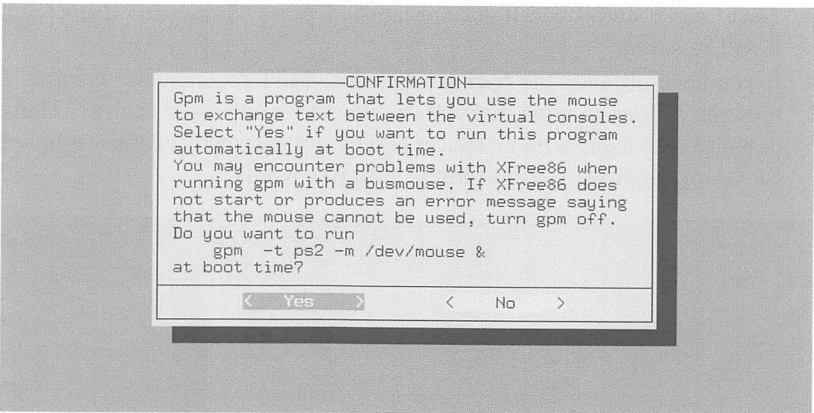 CONFIRMATION
Gpm is a program that lets you use the mouse
to exchange text between the virtual consoles.
Select "Yes" if you want to run this program
automatically at boot time.
You may encounter problems with XFree86 when
running gpm with a busmouse. If XFree86 does
not start or produces an error message saying
that the mouse cannot be used, turn gpm off.
Do you want to run
gpm -t ps2 -m /dev/mouse &
at boot time?
< Yes > < No >